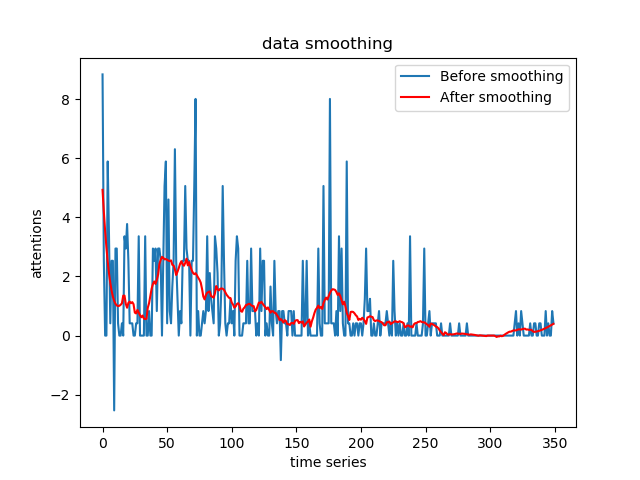 data smoothing
Before smoothing
After smoothing
8
6
4
2
0
−2
attentions
0 50 100 150 200 250 300 350
time series